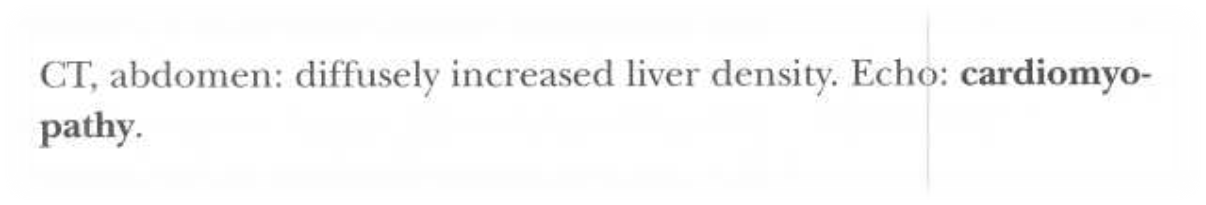 CT, abdomen: diffusely increased liver density. Echo: cardiomyo-
pathy.